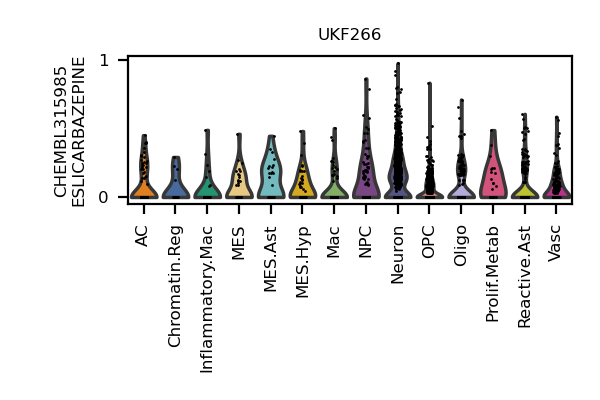 UKF266
CHEMBL315985
ESLICARBAZEPINE
1
0
AC
Chromatin.Reg
Inflammatory.Mac
MES
MES.Ast
MES.Hyp
Mac
NPC
Neuron
OPC
Oligo
Prolif.Metab
Reactive.Ast
Vasc